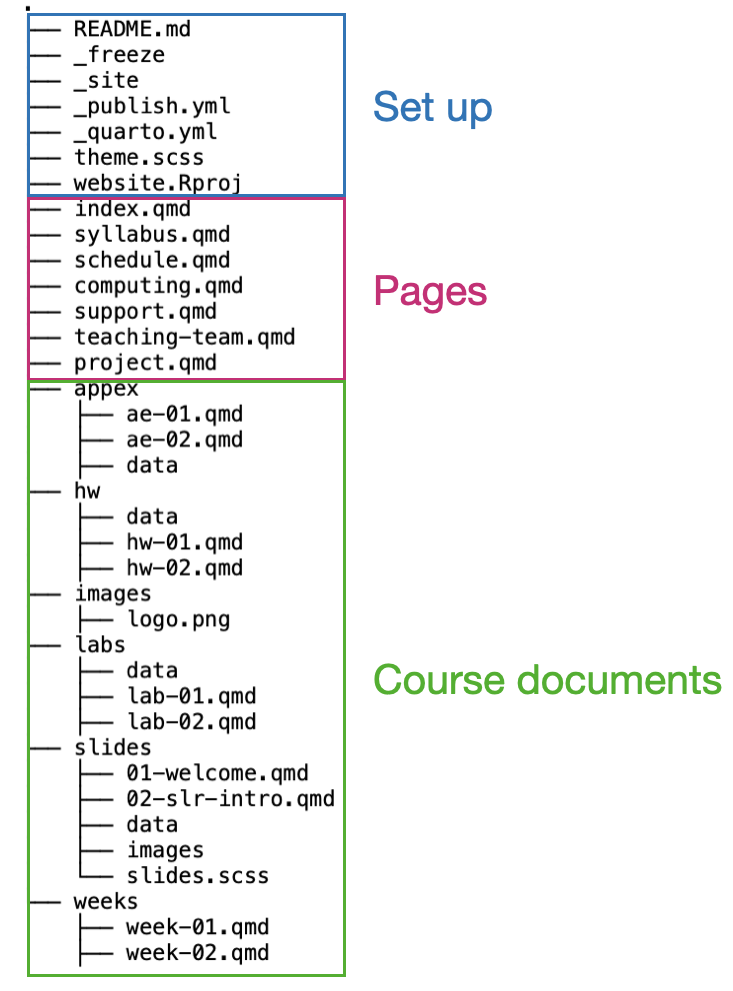 .
├── README.md
├── _freeze
├── _site
├── _publish.yml
├── _quarto.yml
├── theme.scss
├── website.Rproj
Set up
├── index.qmd
├── syllabus.qmd
├── schedule.qmd
├── computing.qmd
├── support.qmd
├── teaching-team.qmd
├── project.qmd
Pages
├── appex
    ├── ae-01.qmd
    ├── ae-02.qmd
    ├── data
├── hw
    ├── data
    ├── hw-01.qmd
    ├── hw-02.qmd
├── images
    ├── logo.png
├── labs
    ├── data
    ├── lab-01.qmd
    ├── lab-02.qmd
├── slides
    ├── 01-welcome.qmd
    ├── 02-slr-intro.qmd
    ├── data
    ├── images
    └── slides.scss
├── weeks
    ├── week-01.qmd
    ├── week-02.qmd
Course documents